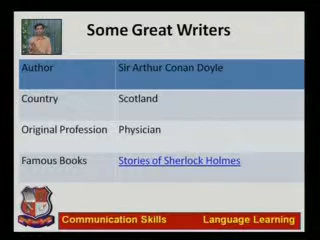 Some Great Writers
Author Sir Arthur Conan Doyle
Country Scotland
Original Profession Physician
Famous Books Stories of Sherlock Holmes
Communication Skills Language Learning